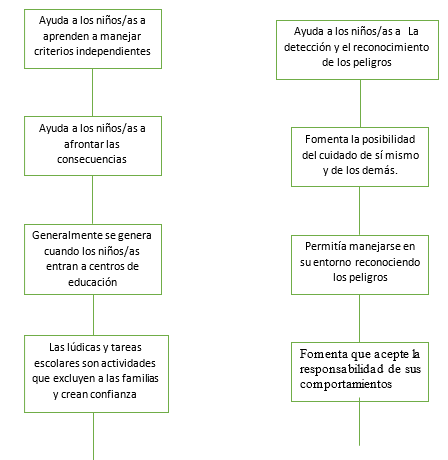 Ayuda a los niños/as a
aprenden a manejar
criterios independientes
Ayuda a los niños/as a
afrontar las
consecuencias
Generalmente se genera
cuando los niños/as
entran a centros de
educación
Las lúdicas y tareas
escolares son actividades
que excluyen a las familias
y crean confianza
Ayuda a los niños/as a La
detección y el reconocimiento
de los peligros
Fomenta la posibilidad
del cuidado de sí mismo
y de los demás.
Permitía manejarse en
su entorno reconociendo
los peligros
Fomenta que acepte la
responsabilidad de sus
comportamientos